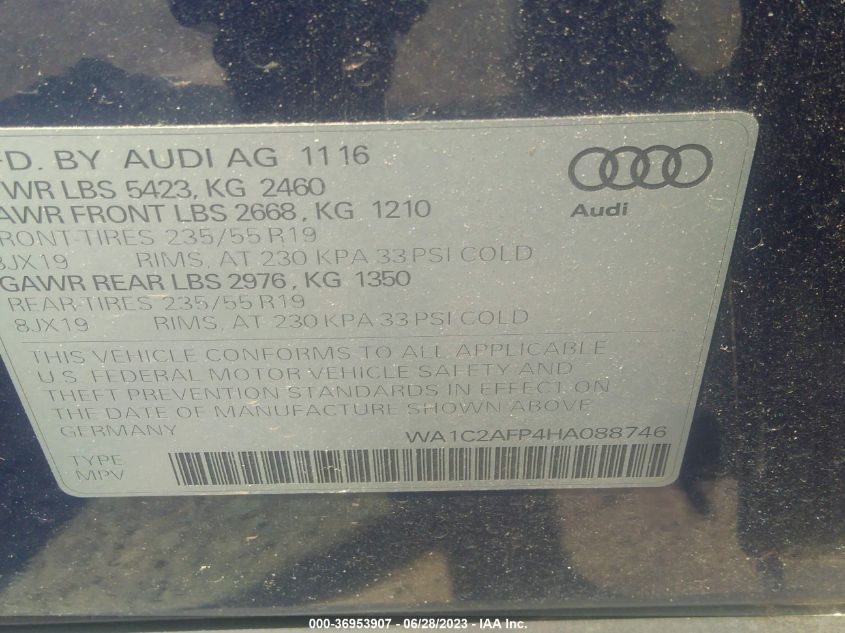 FD. BY AUDI AG 1116
WR LBS 5423, KG 2460
AWR FRONT LBS 2668, KG 1210
RONT-TIRES 235/55 R19
8JX19 RIMS, AT 230 KPA 33 PSI COLD
GAWR REAR LBS 2976, KG 1350
REAR-TIRES 235/55 R19
8JX19 RIMS, AT 230 KPA 33 PSI COLD
THIS VEHICLE CONFORMS TO ALL APPLICABLE
U.S. FEDERAL MOTOR VEHICLE SAFETY AND
THEFT PREVENTION STANDARDS IN EFFECT ON
THE DATE OF MANUFACTURE SHOWN ABOVE
GERMANY WA1C2AFP4HA088746
TYPE
MPV
Audi
000-36953907 - 06/28/2023 - IAA Inc.